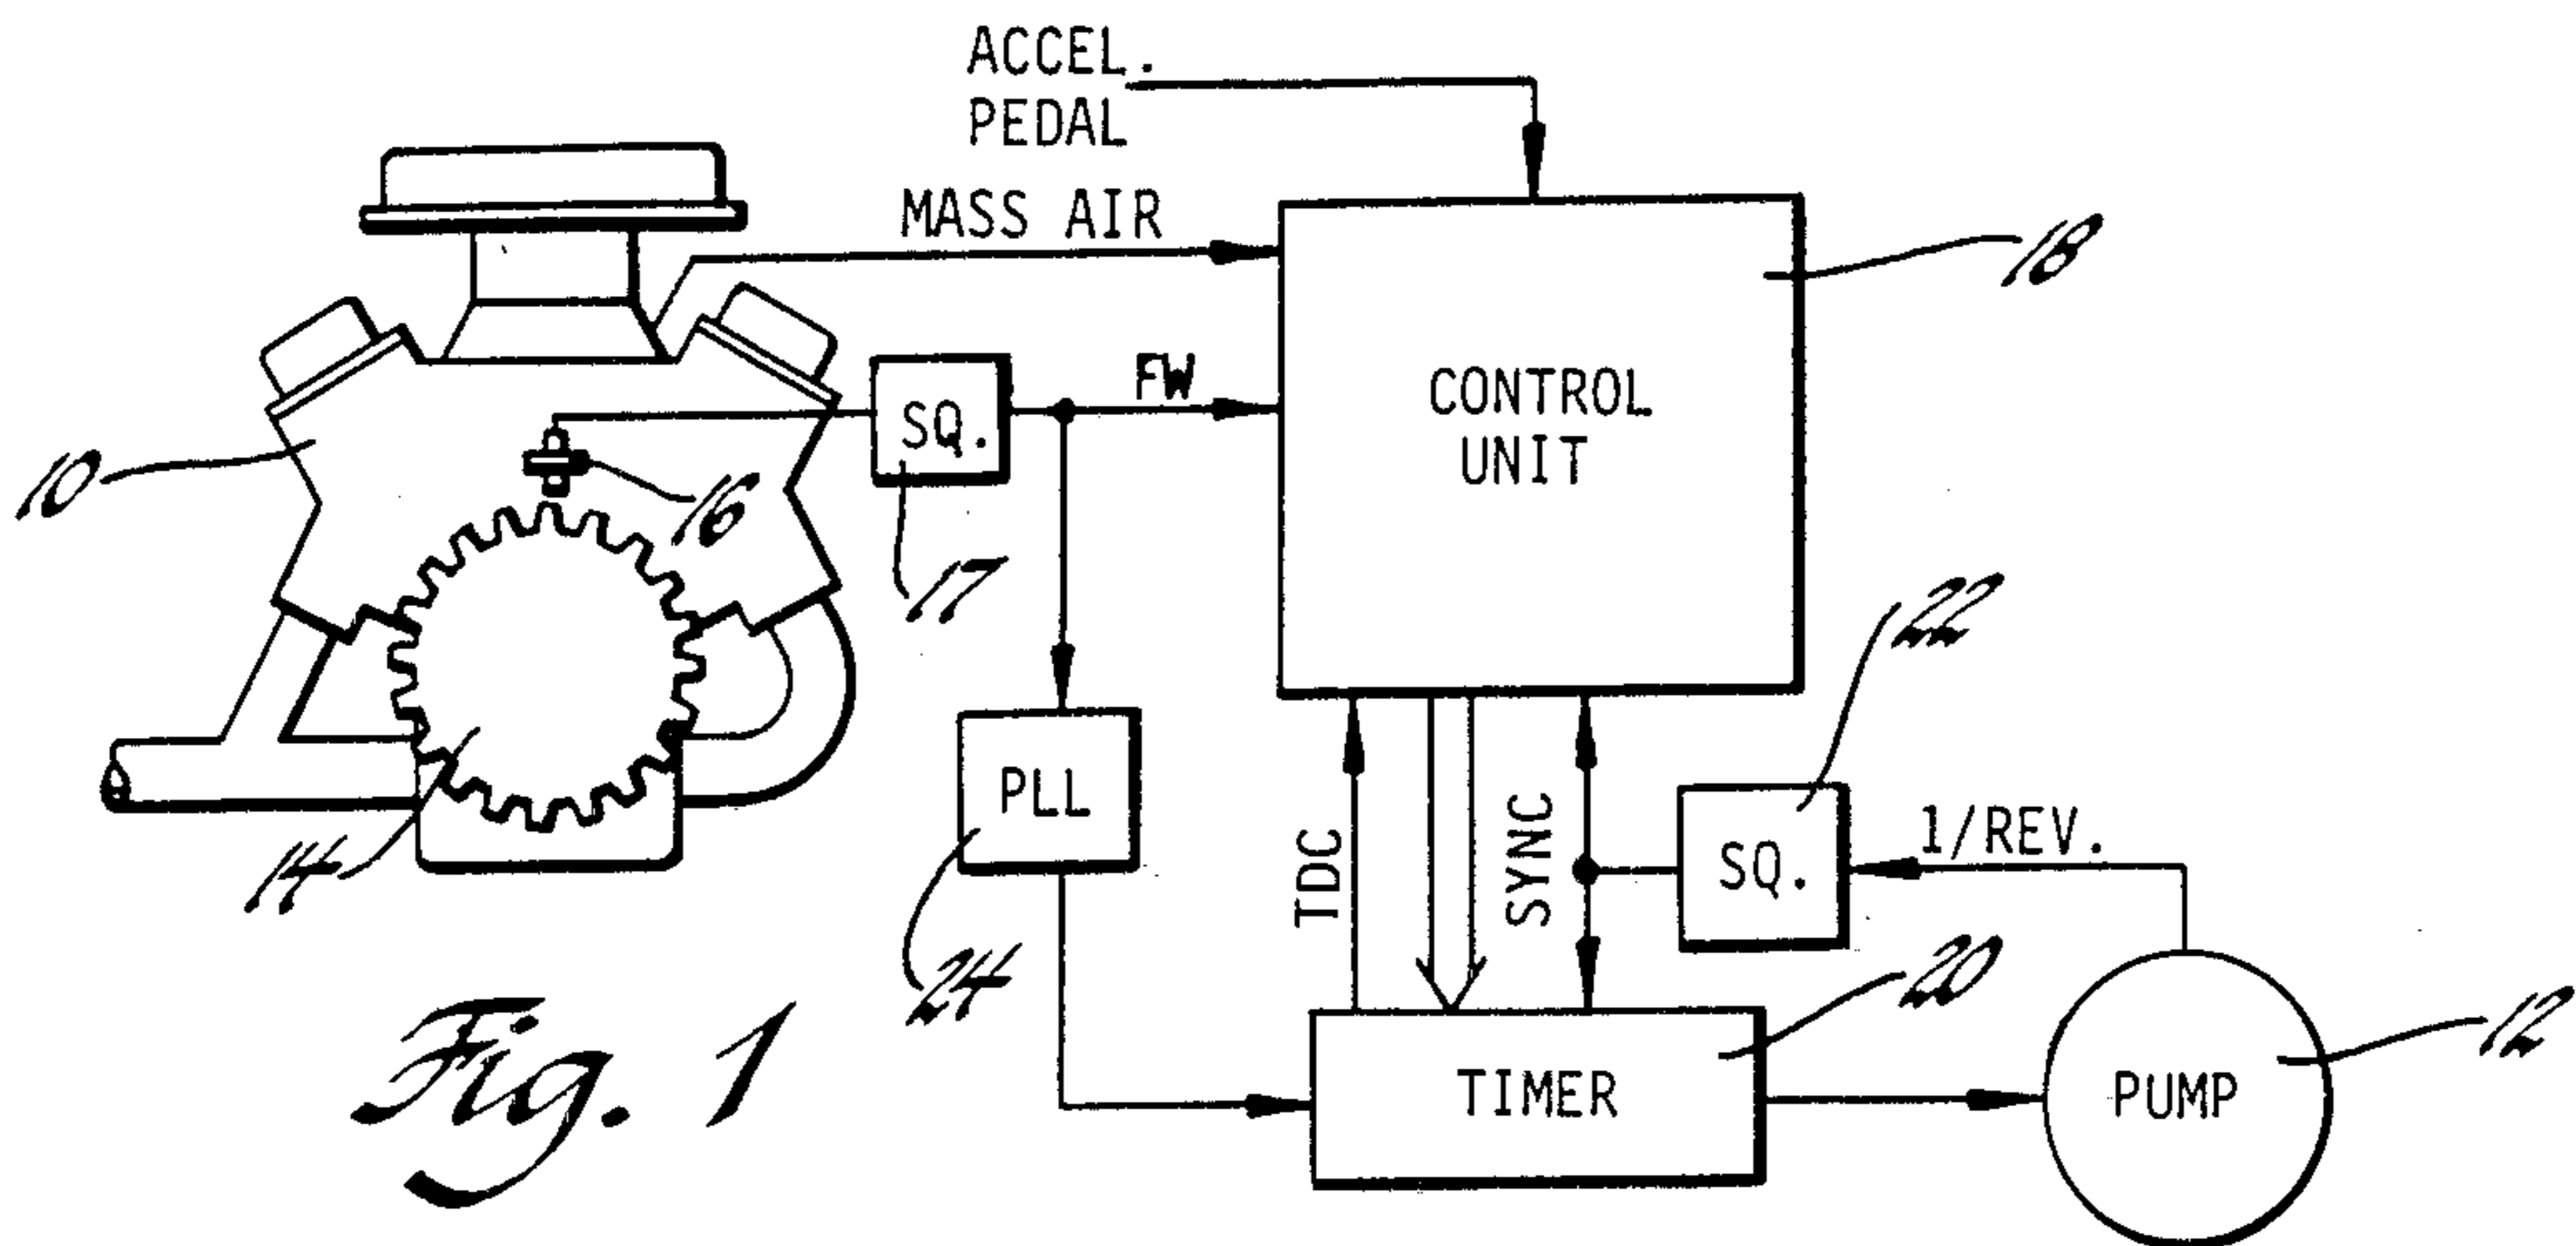 ACCEL.
PEDAL
MASS AIR
18
FW
SQ.
CONTROL
UNIT
10
16
17
22
PLL
TDC
SYNC
SQ.
1/REV.
14
24
20
12
TIMER
PUMP
Fig. 1